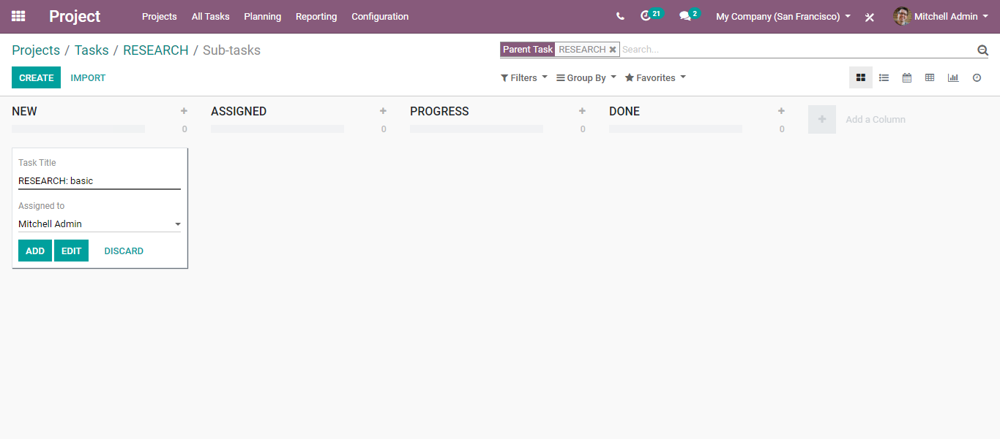 Project Projects All Tasks Planning Reporting Configuration 21 2 My Company (San Francisco) Mitchell Admin
Projects / Tasks / RESEARCH / Sub-tasks Parent Task RESEARCH Search...
CREATE IMPORT Filters Group By Favorites
NEW ASSIGNED PROGRESS DONE
Add a Column
0 0 0 0
Task Title
RESEARCH: basic
Assigned to
Mitchell Admin
ADD EDIT DISCARD